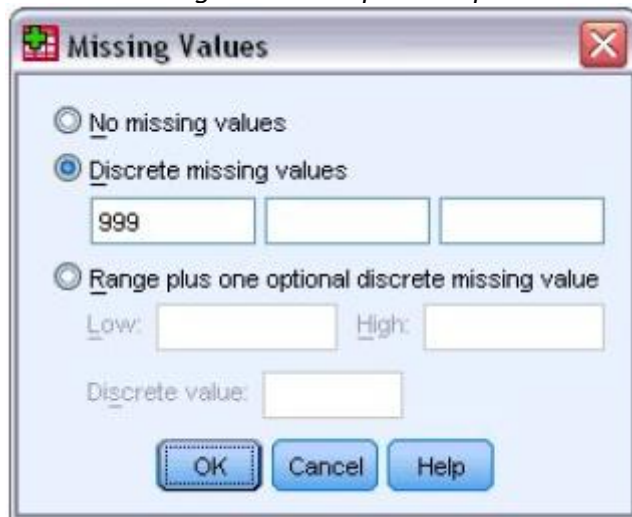 Missing Values
No missing values
Discrete missing values
999
Range plus one optional discrete missing value
Low: High:
Discrete value:
OK Cancel Help